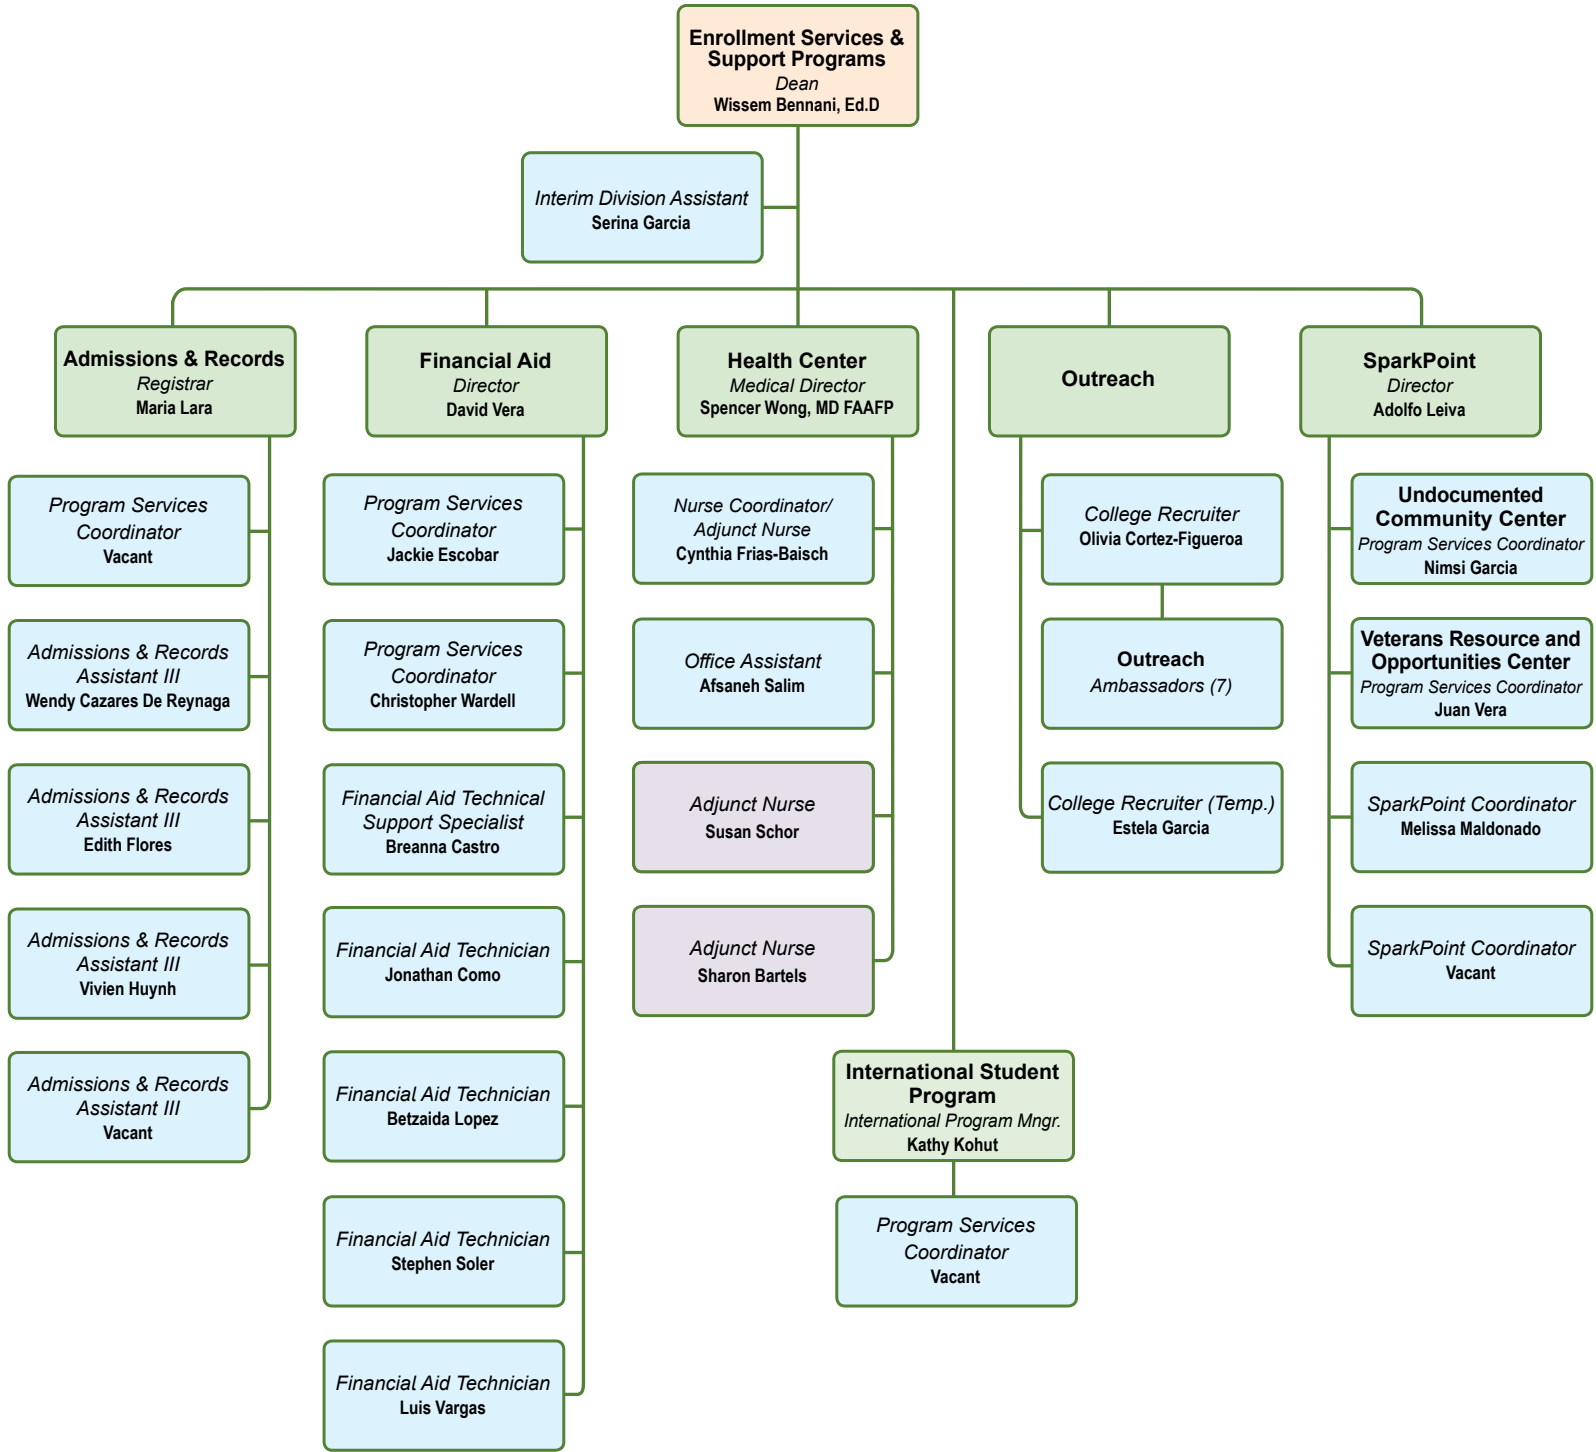 Enrollment Services &
Support Programs
Dean
Wissem Bennani, Ed.D
Interim Division Assistant
Serina Garcia
Admissions & Records
Registrar
Maria Lara
Program Services
Coordinator
Vacant
Admissions & Records
Assistant III
Wendy Cazares De Reynaga
Admissions & Records
Assistant III
Edith Flores
Admissions & Records
Assistant III
Vivien Huynh
Admissions & Records
Assistant III
Vacant
Financial Aid
Director
David Vera
Program Services
Coordinator
Jackie Escobar
Program Services
Coordinator
Christopher Wardell
Financial Aid Technical
Support Specialist
Breanna Castro
Financial Aid Technician
Jonathan Como
Financial Aid Technician
Betzaida Lopez
Financial Aid Technician
Stephen Soler
Financial Aid Technician
Luis Vargas
Health Center
Medical Director
Spencer Wong, MD FAAFP
Nurse Coordinator/
Adjunct Nurse
Cynthia Frias-Baisch
Office Assistant
Afsaneh Salim
Adjunct Nurse
Susan Schor
Adjunct Nurse
Sharon Bartels
International Student
Program
International Program Mngr.
Kathy Kohut
Program Services
Coordinator
Vacant
Outreach
College Recruiter
Olivia Cortez-Figueroa
Outreach
Ambassadors (7)
College Recruiter (Temp.)
Estela Garcia
SparkPoint
Director
Adolfo Leiva
Undocumented
Community Center
Program Services Coordinator
Nimsi Garcia
Veterans Resource and
Opportunities Center
Program Services Coordinator
Juan Vera
SparkPoint Coordinator
Melissa Maldonado
SparkPoint Coordinator
Vacant